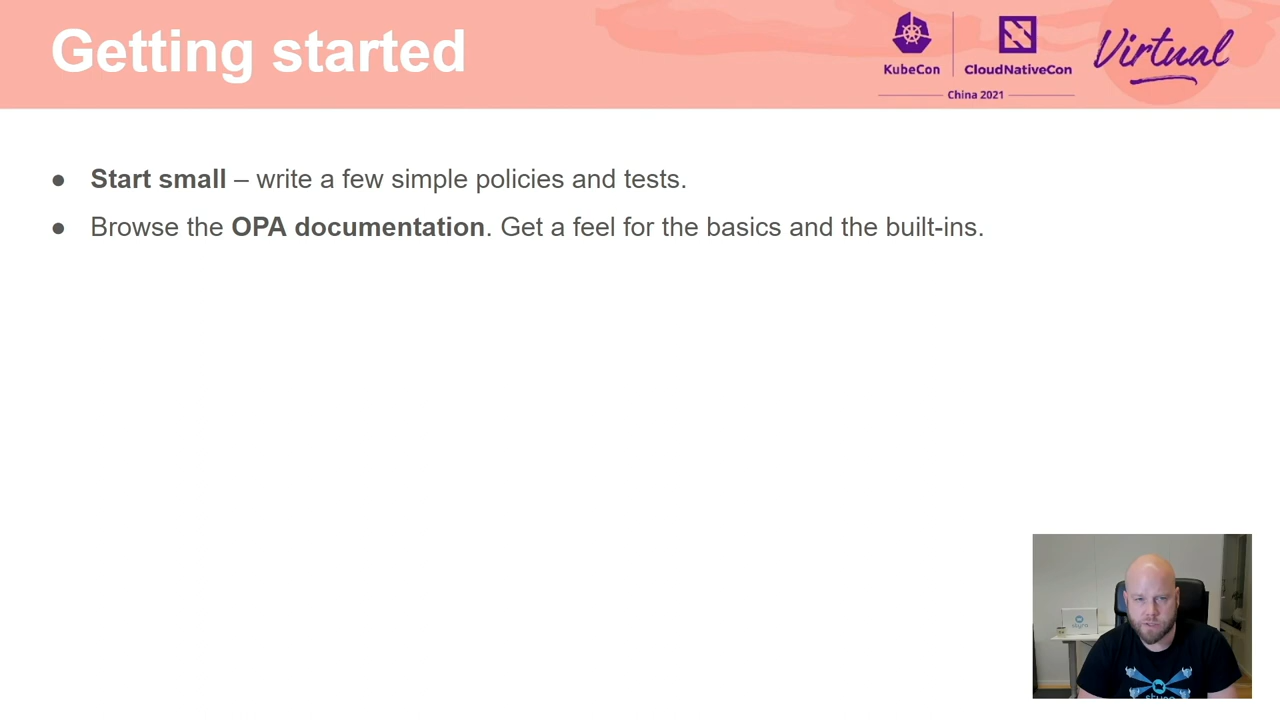 Getting started
KubeCon
CloudNativeCon
China 2021
Virtual
● Start small – write a few simple policies and tests.
● Browse the OPA documentation. Get a feel for the basics and the built-ins.
styra